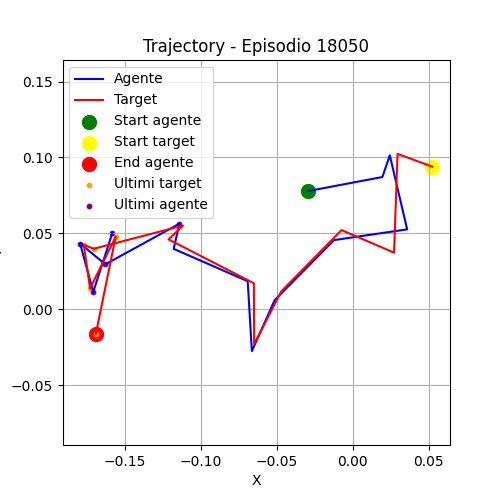 Trajectory - Episodio 18050
Agente
Target
Start agente
Start target
End agente
Ultimi target
Ultimi agente
0.15
0.10
0.05
0.00
−0.05
−0.15
−0.10
−0.05
0.00
0.05
X